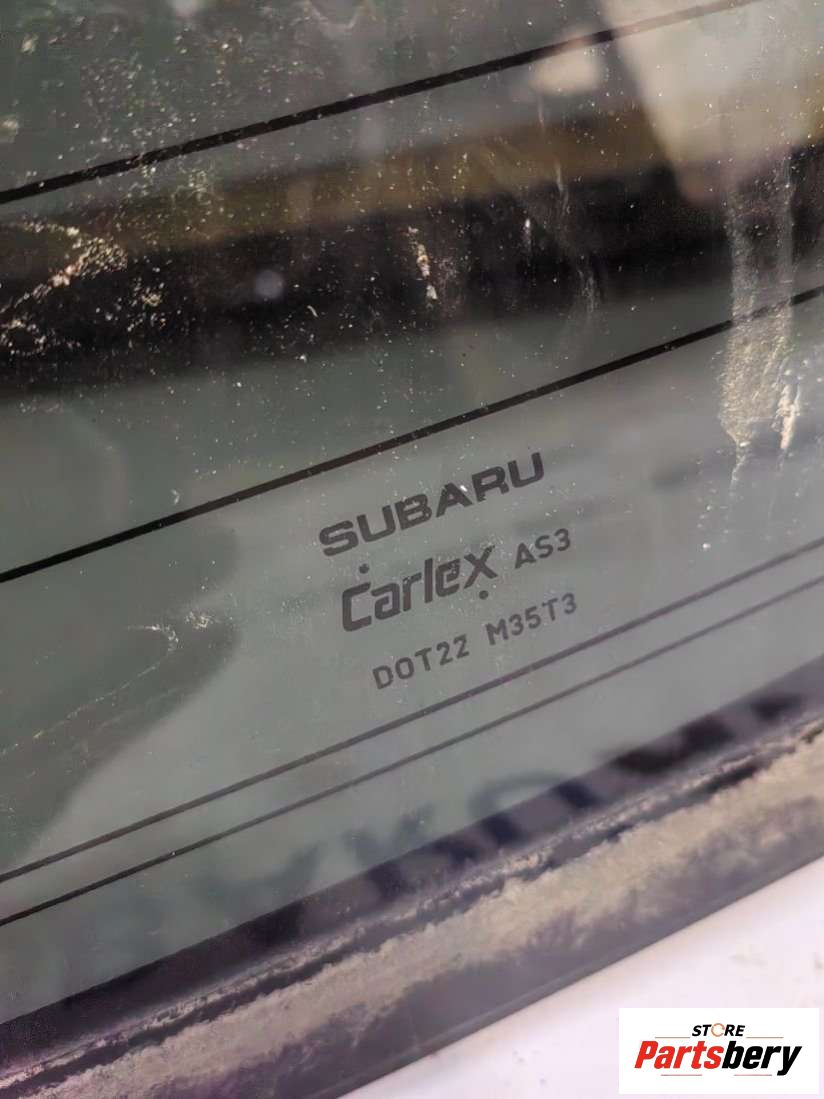 SUBARU
Carlex AS3
DOT22 M35T3
STORE
Partsbery